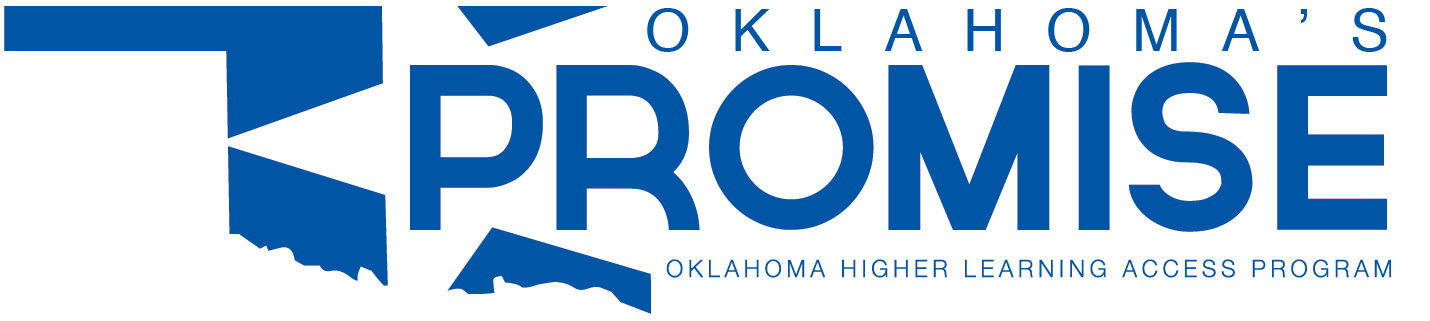 OKLAHOMA’S
PROMISE
OKLAHOMA HIGHER LEARNING ACCESS PROGRAM